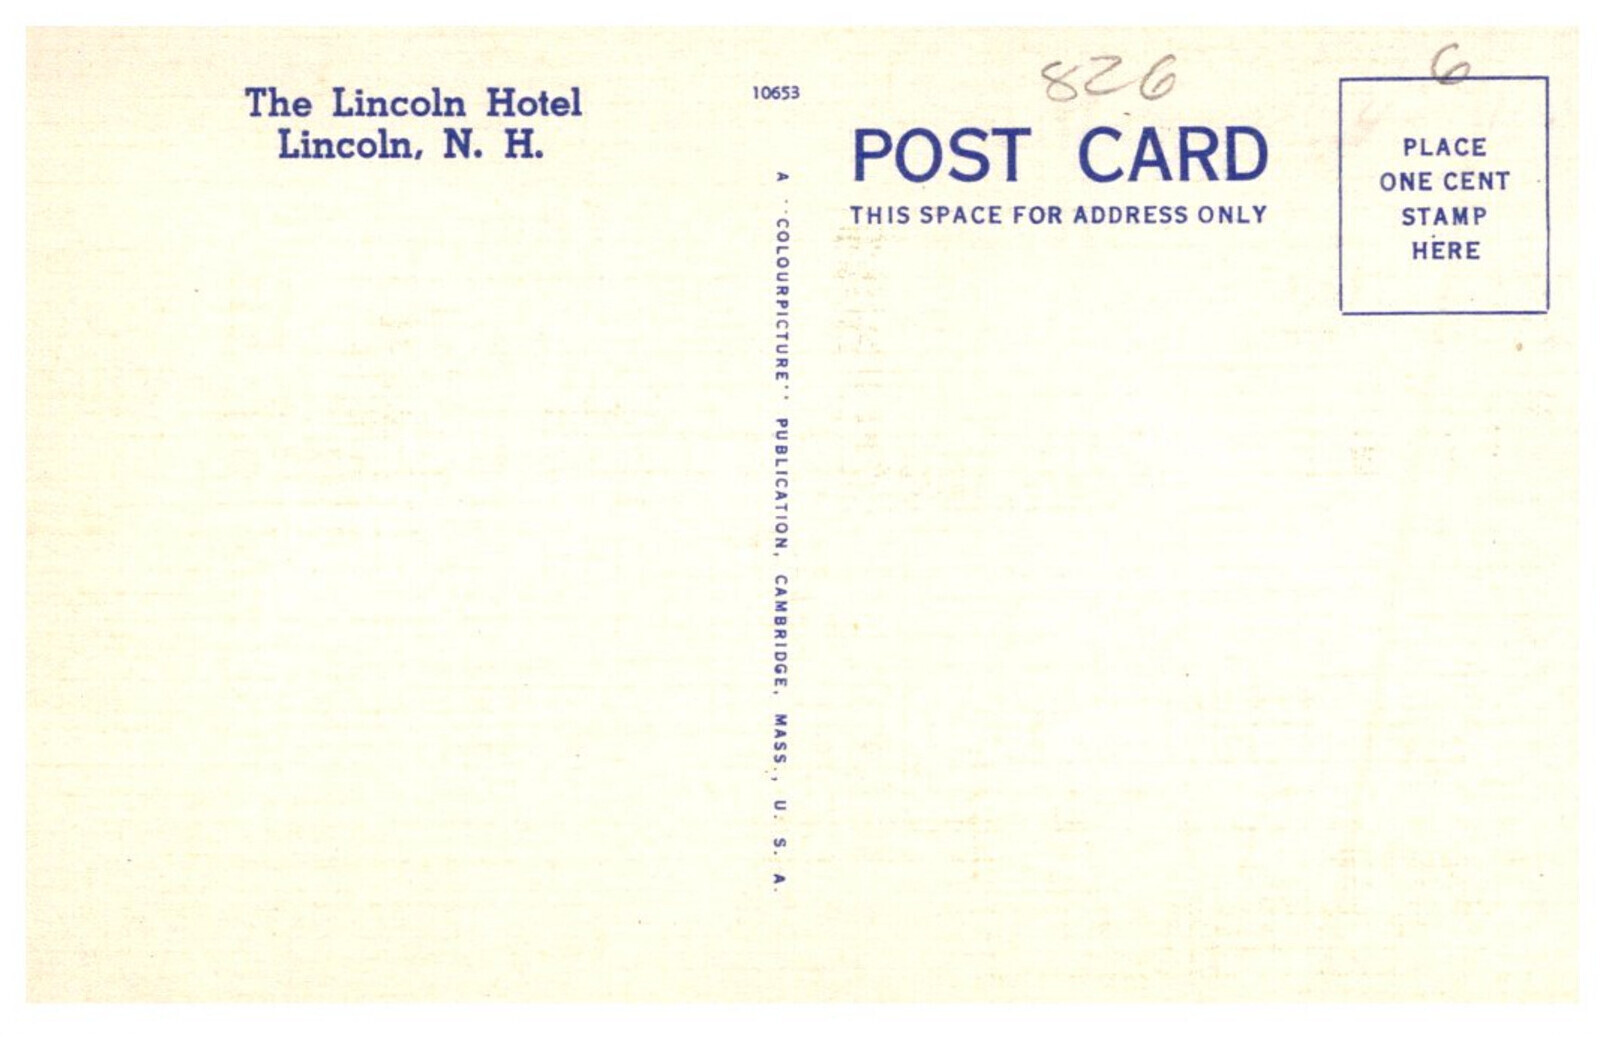 The Lincoln Hotel
Lincoln, N. H.
10653
A "COLOURPICTURE" PUBLICATION, CAMBRIDGE, MASS., U. S. A.
826
POST CARD
THIS SPACE FOR ADDRESS ONLY
6
PLACE
ONE CENT
STAMP
HERE